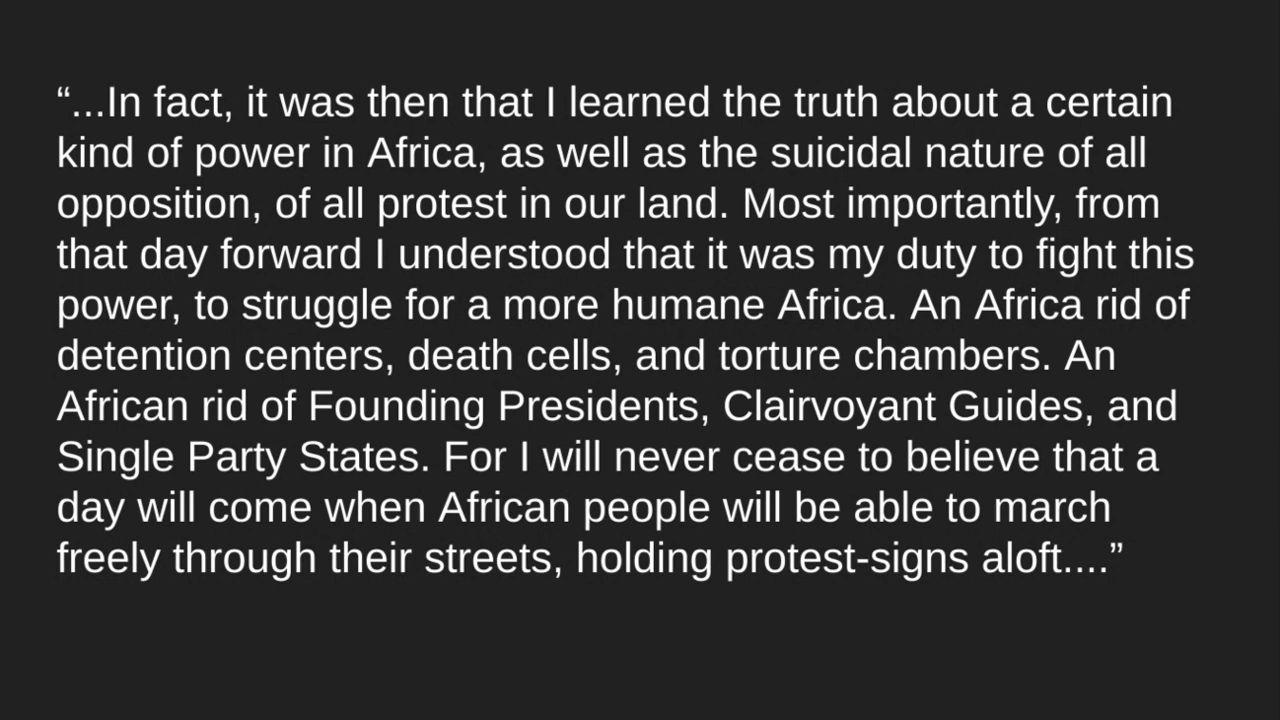 “...In fact, it was then that I learned the truth about a certain
kind of power in Africa, as well as the suicidal nature of all
opposition, of all protest in our land. Most importantly, from
that day forward I understood that it was my duty to fight this
power, to struggle for a more humane Africa. An Africa rid of
detention centers, death cells, and torture chambers. An
African rid of Founding Presidents, Clairvoyant Guides, and
Single Party States. For I will never cease to believe that a
day will come when African people will be able to march
freely through their streets, holding protest-signs aloft....”